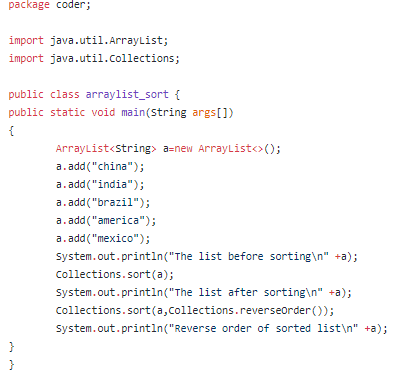 package coder;
import java.util.ArrayList;
import java.util.Collections;
public class arraylist_sort {
public static void main(String args[])
{
ArrayList<String> a=new ArrayList<>();
a.add("china");
a.add("india");
a.add("brazil");
a.add("america");
a.add("mexico");
System.out.println("The list before sorting\n" +a);
Collections.sort(a);
System.out.println("The list after sorting\n" +a);
Collections.sort(a,Collections.reverseOrder());
System.out.println("Reverse order of sorted list\n" +a);
}
}